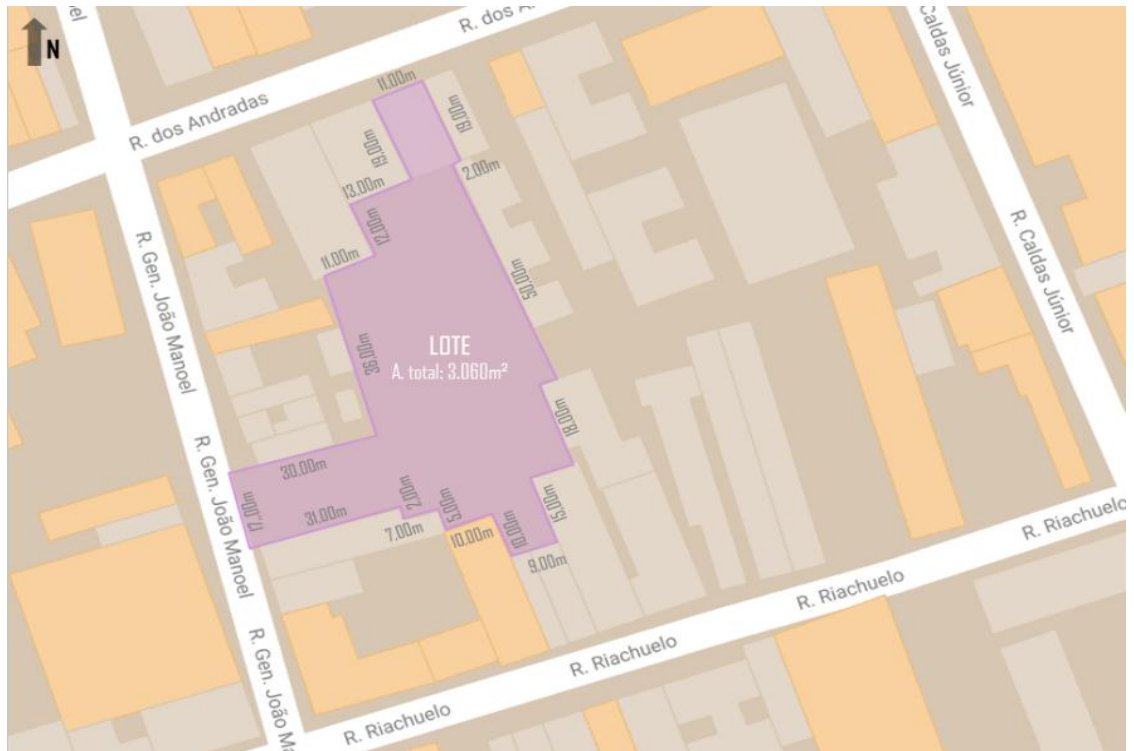 noel
R. dos A
Caldas Júnior
N
R. dos Andradas
11.00m
19.00m
19.00m
2.00m
13.00m
12.00m
11.00m
R. Gen. João Manoel
50.00m
R. Caldas Júnior
36.00m
LOTE
A. total: 3.060m²
18.00m
30.00m
R. Gen. João Manoel
17.00m
31.00m
2.00m
7.00m
5.00m
10.00m
10.00m
15.00m
9.00m
R. Riachuelo
R. Riachuelo
R. Riachuelo
R. Riachuelo
R. Gen. João Ma